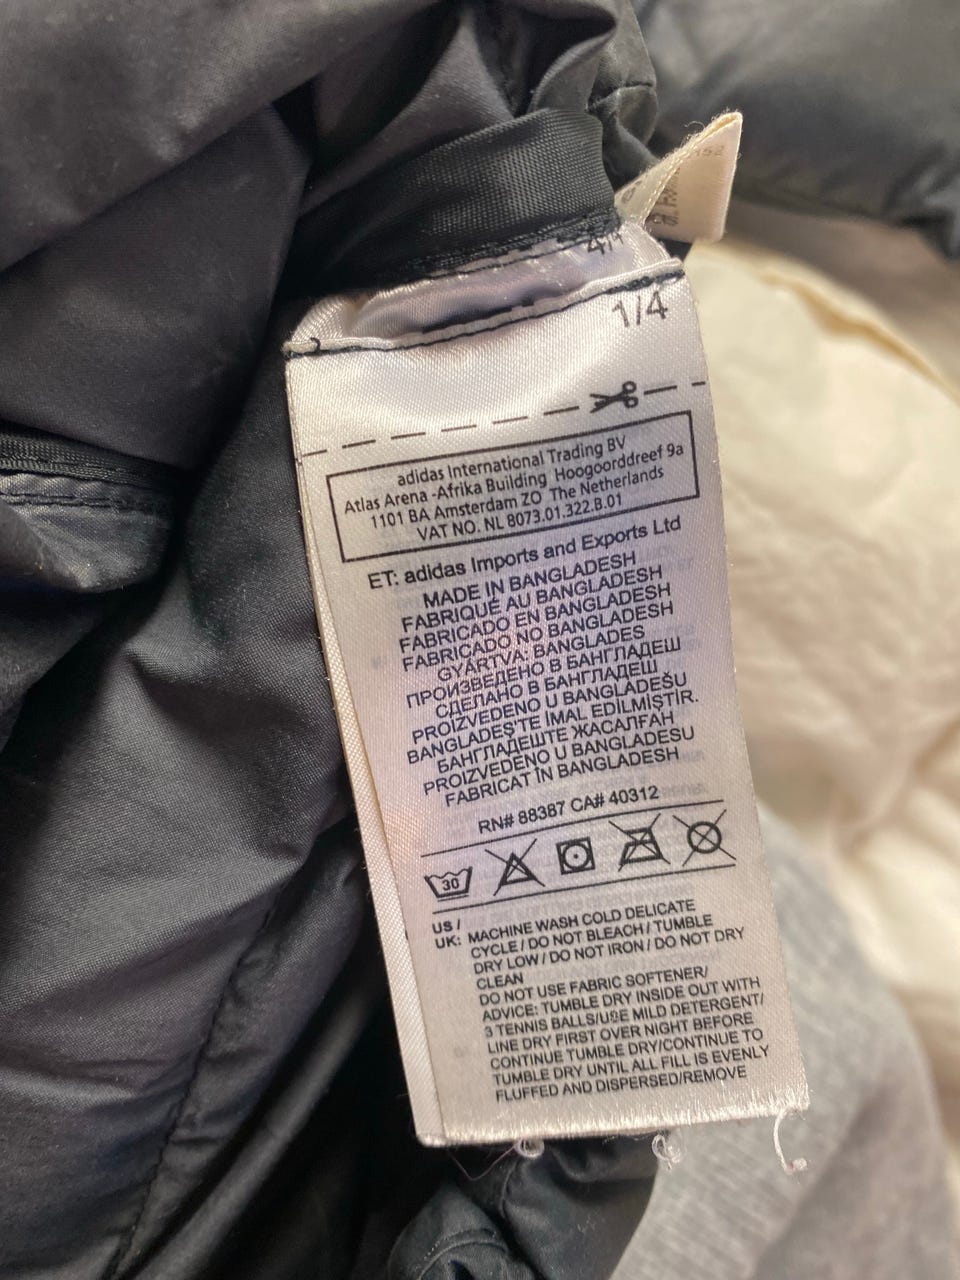 1/4
adidas International Trading BV
Atlas Arena -Afrika Building Hoogoorddreef 9a
1101 BA Amsterdam ZO The Netherlands
VAT NO. NL 8073.01.322.B.01
ET: adidas Imports and Exports Ltd
MADE IN BANGLADESH
FABRIQUÉ AU BANGLADESH
FABRICADO EN BANGLADESH
FABRICADO NO BANGLADESH
GYÁRTVA: BANGLADES
ПРОИЗВЕДЕНО В БАНГЛАДЕШ
СДЕЛАНО В БАНГЛАДЕШ
PROIZVEDENO U BANGLADEŠU
BANGLADEŞ'TE İMAL EDİLMİŞTİR.
БАНГЛАДЕШТЕ ЖАСАЛҒАН
PROIZVEDENO U BANGLADESU
FABRICAT ÎN BANGLADESH
RN# 88387 CA# 40312
30
US /
UK: MACHINE WASH COLD DELICATE
CYCLE / DO NOT BLEACH / TUMBLE
DRY LOW / DO NOT IRON / DO NOT DRY
CLEAN
DO NOT USE FABRIC SOFTENER/
ADVICE: TUMBLE DRY INSIDE OUT WITH
3 TENNIS BALLS/USE MILD DETERGENT/
LINE DRY FIRST OVER NIGHT BEFORE
CONTINUE TUMBLE DRY/CONTINUE TO
TUMBLE DRY UNTIL ALL FILL IS EVENLY
FLUFFED AND DISPERSED/REMOVE